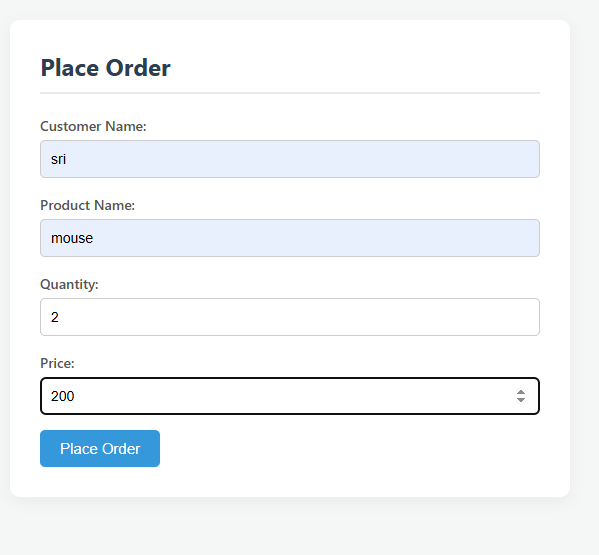 Place Order
Customer Name:
sri
Product Name:
mouse
Quantity:
2
Price:
200
Place Order